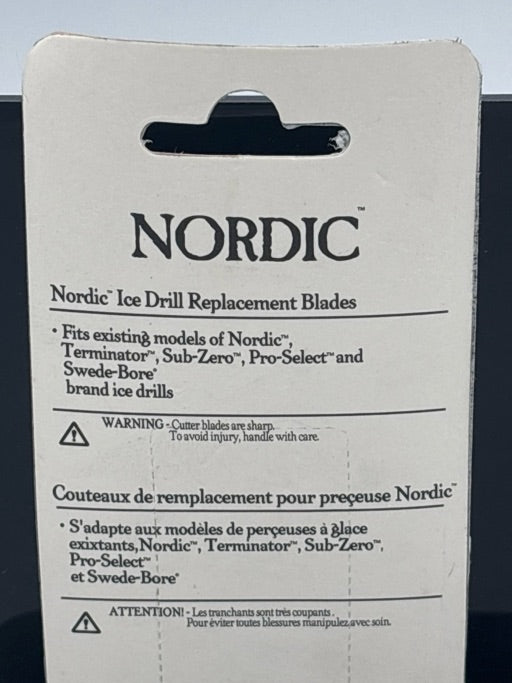 NORDIC™
Nordic™ Ice Drill Replacement Blades
• Fits existing models of Nordic™,
Terminator™, Sub-Zero™, Pro-Select™ and
Swede-Bore®
brand ice drills
WARNING - Cutter blades are sharp.
To avoid injury, handle with care.
Couteaux de remplacement pour preçeuse Nordic™
• S'adapte aux modèles de perçeuses à glace
exixtants, Nordic™, Terminator™, Sub-Zero™,
Pro-Select™
et Swede-Bore®
ATTENTION! - Les tranchants sont très coupants.
Pour éviter toutes blessures manipulez avec soin.